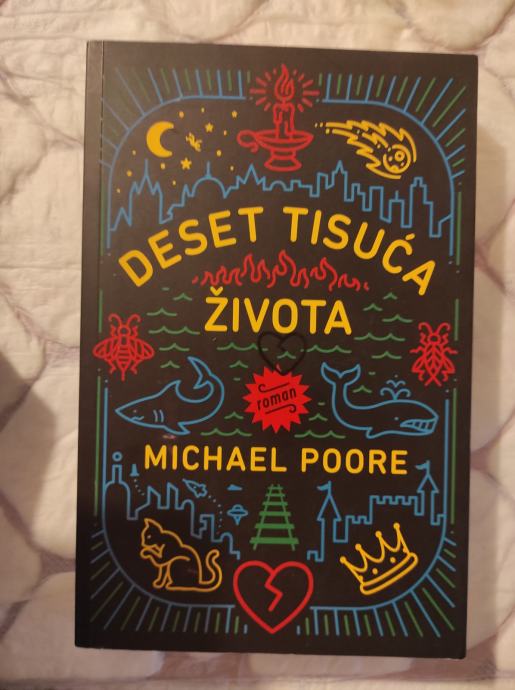 DESET TISUĆA
ŽIVOTA
roman
MICHAEL POORE